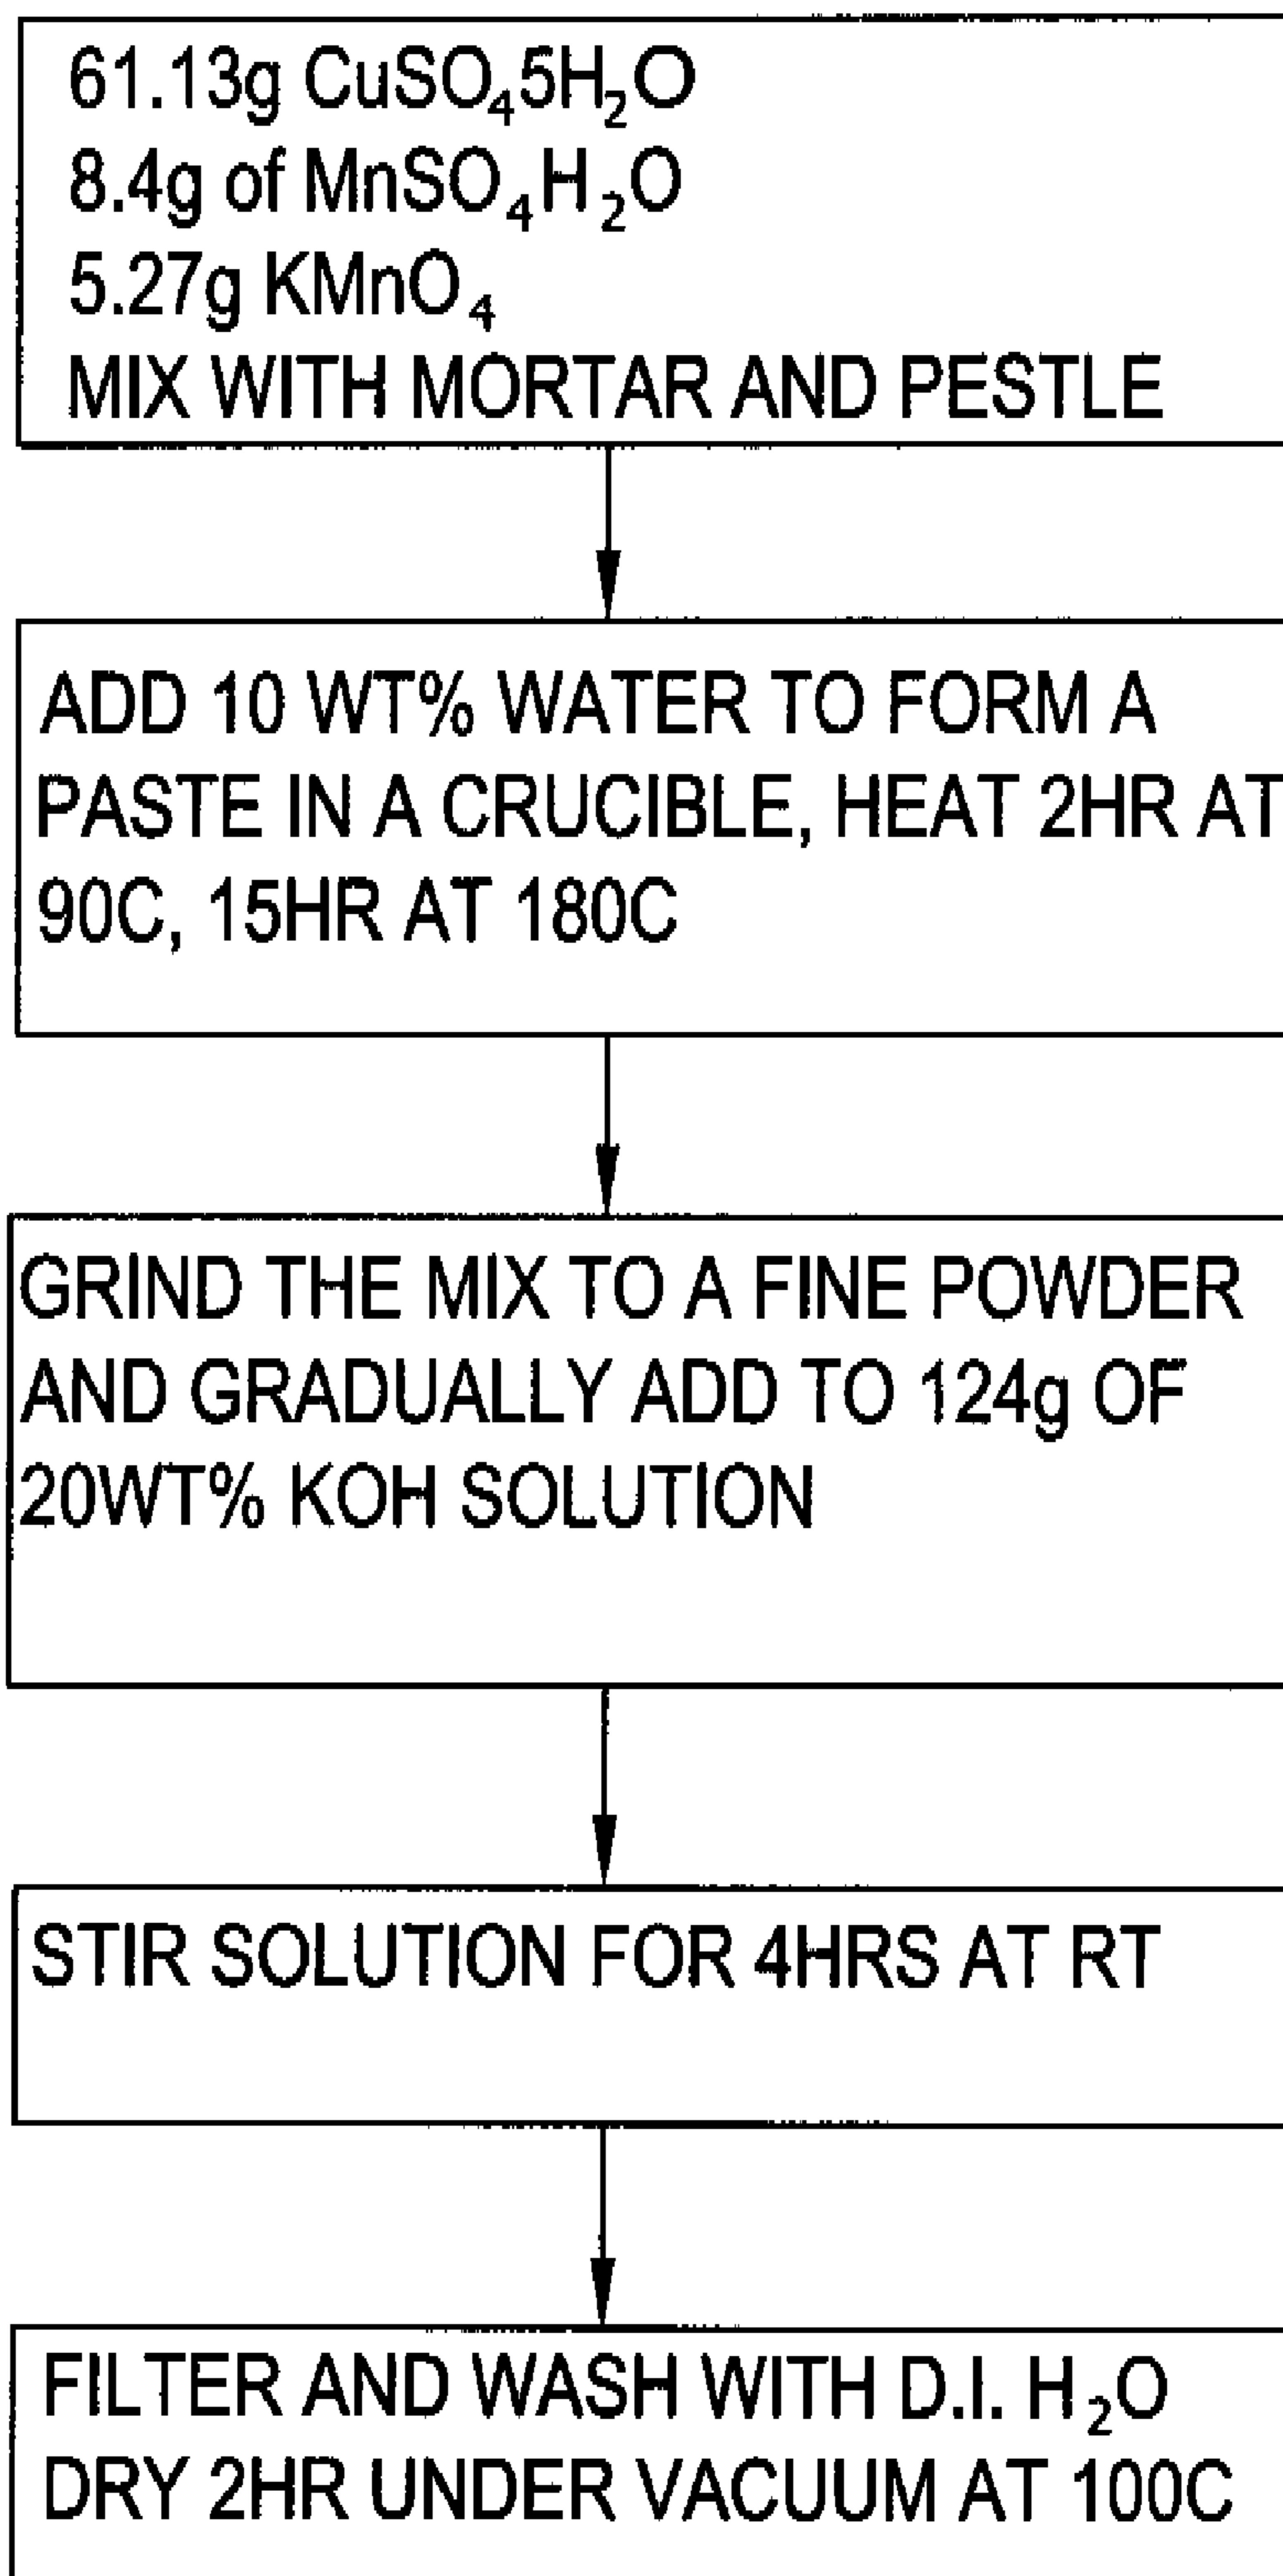 61.13g CuSO₄5H₂O
8.4g of MnSO₄H₂O
5.27g KMnO₄
MIX WITH MORTAR AND PESTLE
ADD 10 WT% WATER TO FORM A
PASTE IN A CRUCIBLE, HEAT 2HR AT
90C, 15HR AT 180C
GRIND THE MIX TO A FINE POWDER
AND GRADUALLY ADD TO 124g OF
20WT% KOH SOLUTION
STIR SOLUTION FOR 4HRS AT RT
FILTER AND WASH WITH D.I. H₂O
DRY 2HR UNDER VACUUM AT 100C